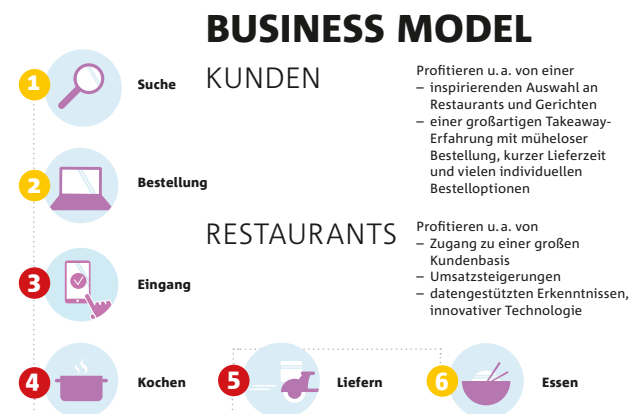 BUSINESS MODEL
1
Suche
KUNDEN
Profitieren u. a. von einer
– inspirierenden Auswahl an
Restaurants und Gerichten
– einer großartigen Takeaway-
Erfahrung mit müheloser
Bestellung, kurzer Lieferzeit
und vielen individuellen
Bestelloptionen
2
Bestellung
RESTAURANTS
Profitieren u. a. von
– Zugang zu einer großen
Kundenbasis
– Umsatzsteigerungen
– datengestützten Erkenntnissen,
innovativer Technologie
3
Eingang
4
Kochen
5
Liefern
6
Essen